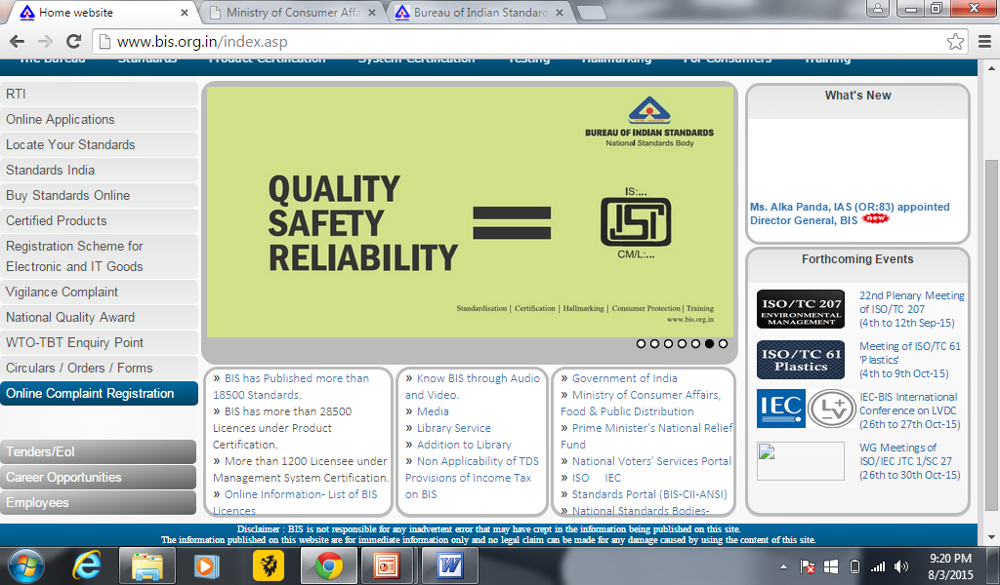 Home website
Ministry of Consumer Affa
Bureau of Indian Standard
www.bis.org.in/index.asp
The Bureau Standards Product Certification System Certification Testing Hallmarking For Consumers Training
RTI
Online Applications
Locate Your Standards
Standards India
Buy Standards Online
Certified Products
Registration Scheme for
Electronic and IT Goods
Vigilance Complaint
National Quality Award
WTO-TBT Enquiry Point
Circulars / Orders / Forms
Online Complaint Registration
Tenders/EoI
Career Opportunities
Employees
BUREAU OF INDIAN STANDARDS
National Standards Body
QUALITY
SAFETY
RELIABILITY
=
IS:...
ISI
CM/L:...
Standardisation | Certification | Hallmarking | Consumer Protection | Training
www.bis.org.in
» BIS has Published more than
18500 Standards.
» BIS has more than 28500
Licences under Product
Certification.
» More than 1200 Licensee under
Management System Certification.
» Online Information- List of BIS
Licences
» Know BIS through Audio
and Video.
» Media
» Library Service
» Addition to Library
» Non Applicability of TDS
Provisions of Income Tax
on BIS
» Government of India
» Ministry of Consumer Affairs,
Food & Public Distribution
» Prime Minister's National Relief
Fund
» National Voters' Services Portal
» ISO IEC
» Standards Portal (BIS-CII-ANSI)
» National Standards Bodies-
What's New
Ms. Alka Panda, IAS (OR:83) appointed
Director General, BIS new
Forthcoming Events
ISO/TC 207
ENVIRONMENTAL
MANAGEMENT
22nd Plenary Meeting
of ISO/TC 207
(4th to 12th Sep-15)
ISO/TC 61
Plastics
Meeting of ISO/TC 61
'Plastics'
(4th to 9th Oct-15)
IEC
L+
V
IEC-BIS International
Conference on LVDC
(26th to 27th Oct-15)
WG Meetings of
ISO/IEC JTC 1/SC 27
(26th to 30th Oct-15)
Disclaimer : BIS is not responsible for any inadvertent error that may have crept in the information being published on this site.
The information published on this website are for immediate information only and no legal claim can be made for any damage caused by using the content of this site.
9:20 PM
8/3/2015